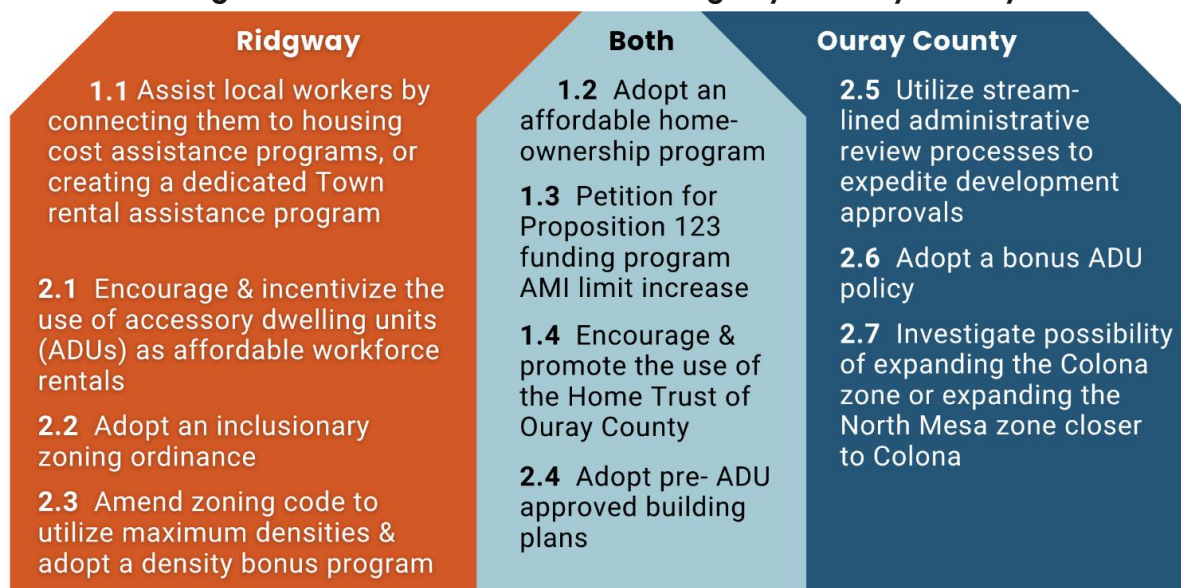 Ridgway
1.1 Assist local workers by
connecting them to housing
cost assistance programs, or
creating a dedicated Town
rental assistance program
2.1 Encourage & incentivize the
use of accessory dwelling units
(ADUs) as affordable workforce
rentals
2.2 Adopt an inclusionary
zoning ordinance
2.3 Amend zoning code to
utilize maximum densities &
adopt a density bonus program
Both
1.2 Adopt an
affordable home-
ownership program
1.3 Petition for
Proposition 123
funding program
AMI limit increase
1.4 Encourage &
promote the use of
the Home Trust of
Ouray County
2.4 Adopt pre- ADU
approved building
plans
Ouray County
2.5 Utilize stream-
lined administrative
review processes to
expedite development
approvals
2.6 Adopt a bonus ADU
policy
2.7 Investigate possibility
of expanding the Colona
zone or expanding the
North Mesa zone closer
to Colona